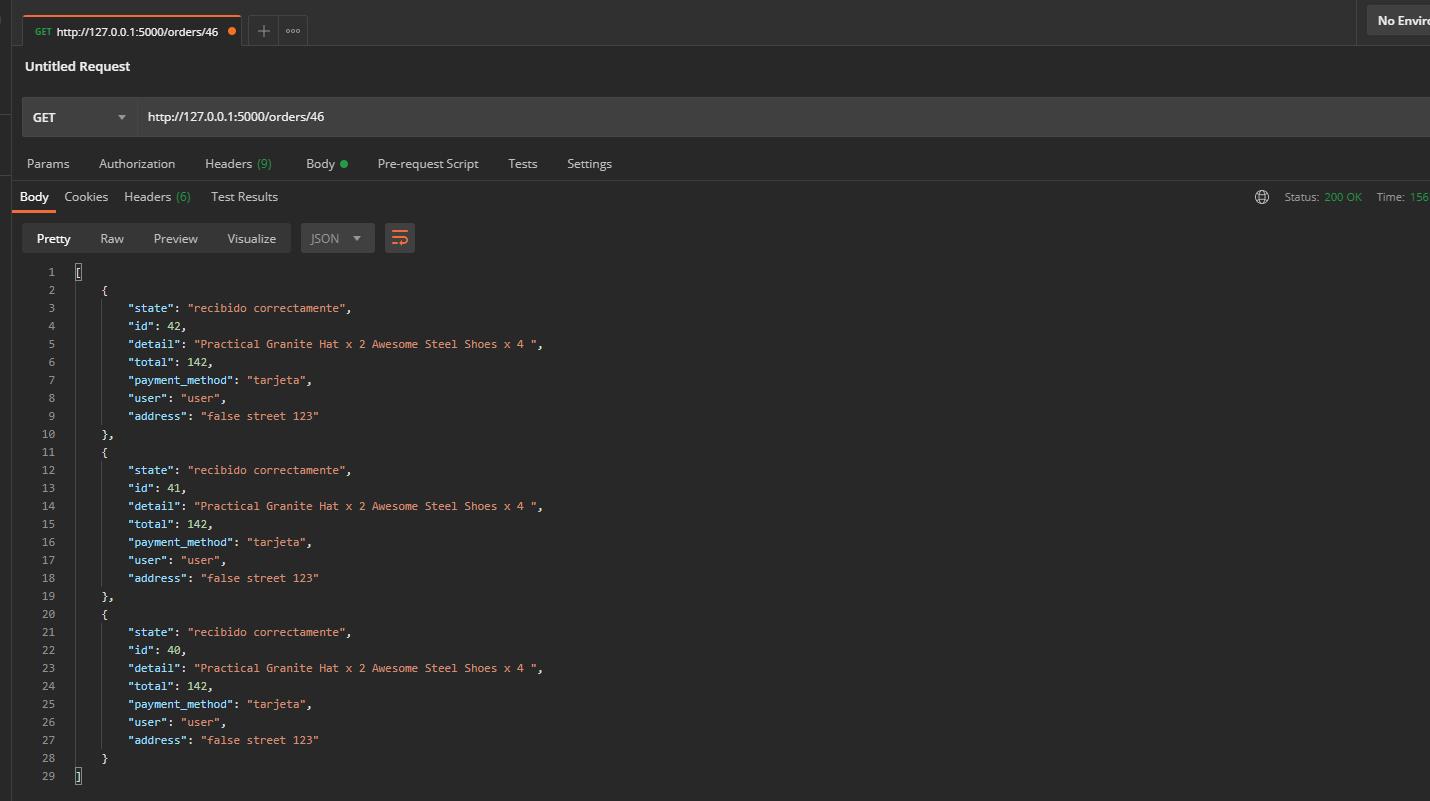 GET http://127.0.0.1:5000/orders/46
No Enviro
Untitled Request
GET http://127.0.0.1:5000/orders/46
Params Authorization Headers (9) Body Pre-request Script Tests Settings
Body Cookies Headers (6) Test Results Status: 200 OK Time: 156
Pretty Raw Preview Visualize JSON
1 [
2 {
3 "state": "recibido correctamente",
4 "id": 42,
5 "detail": "Practical Granite Hat x 2 Awesome Steel Shoes x 4 ",
6 "total": 142,
7 "payment_method": "tarjeta",
8 "user": "user",
9 "address": "false street 123"
10 },
11 {
12 "state": "recibido correctamente",
13 "id": 41,
14 "detail": "Practical Granite Hat x 2 Awesome Steel Shoes x 4 ",
15 "total": 142,
16 "payment_method": "tarjeta",
17 "user": "user",
18 "address": "false street 123"
19 },
20 {
21 "state": "recibido correctamente",
22 "id": 40,
23 "detail": "Practical Granite Hat x 2 Awesome Steel Shoes x 4 ",
24 "total": 142,
25 "payment_method": "tarjeta",
26 "user": "user",
27 "address": "false street 123"
28 }
29 ]